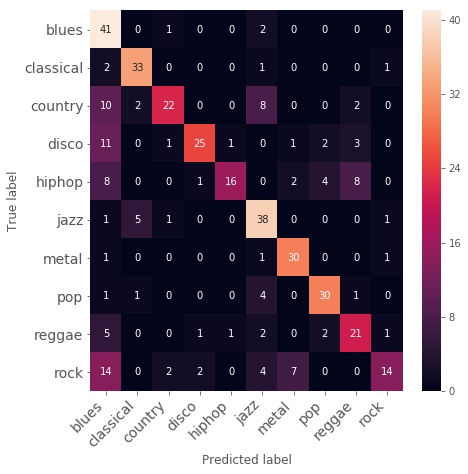 blues 41 0 1 0 0 2 0 0 0 0
classical 2 33 0 0 0 1 0 0 0 1
country 10 2 22 0 0 8 0 0 2 0
disco 11 0 1 25 1 0 1 2 3 0
hiphop 8 0 0 1 16 0 2 4 8 0
jazz 1 5 1 0 0 38 0 0 0 1
metal 1 0 0 0 0 1 30 0 0 1
pop 1 1 0 0 0 4 0 30 1 0
reggae 5 0 0 1 1 2 0 2 21 1
rock 14 0 2 2 0 4 7 0 0 14
True label
blues classical country disco hiphop jazz metal pop reggae rock
Predicted label
40
32
24
16
8
0